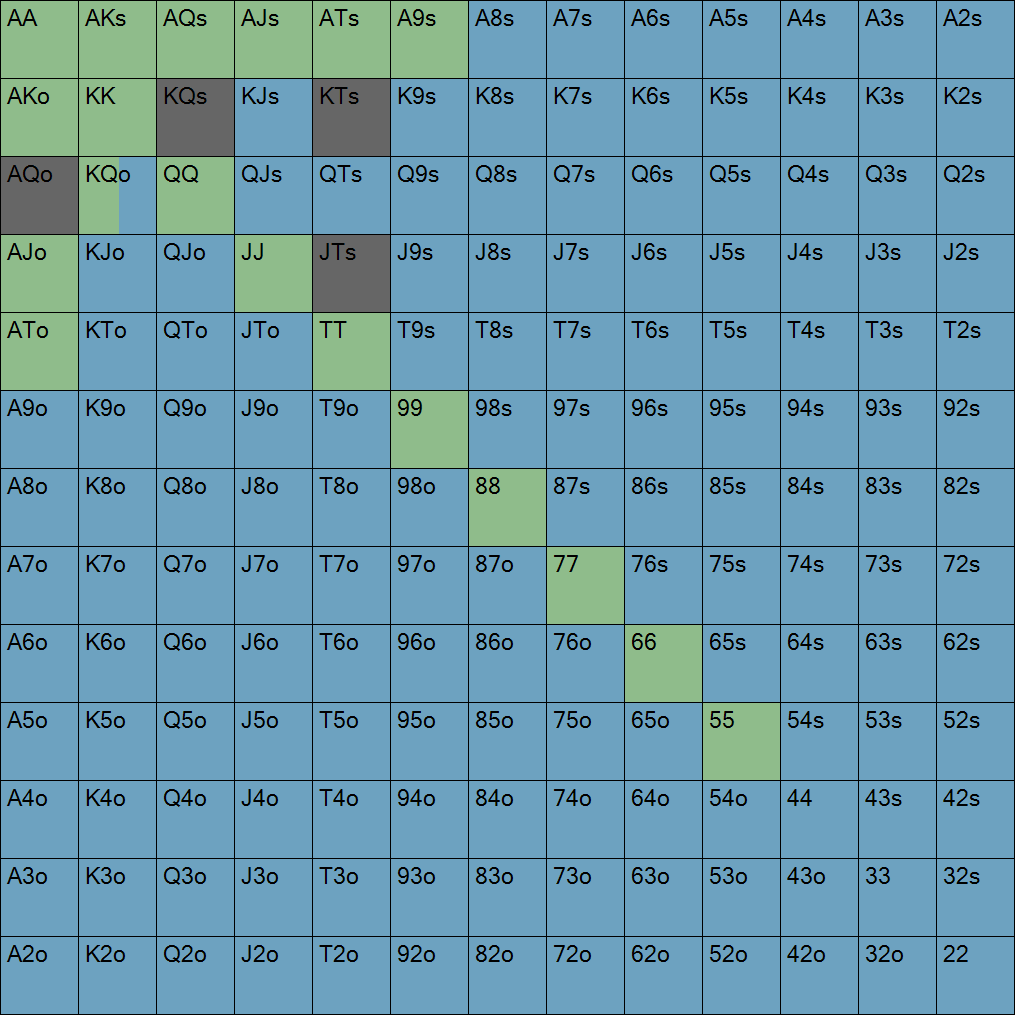 AA AKs AQs AJs ATs A9s A8s A7s A6s A5s A4s A3s A2s
AKo KK KQs KJs KTs K9s K8s K7s K6s K5s K4s K3s K2s
AQo KQo QQ QJs QTs Q9s Q8s Q7s Q6s Q5s Q4s Q3s Q2s
AJo KJo QJo JJ JTs J9s J8s J7s J6s J5s J4s J3s J2s
ATo KTo QTo JTo TT T9s T8s T7s T6s T5s T4s T3s T2s
A9o K9o Q9o J9o T9o 99 98s 97s 96s 95s 94s 93s 92s
A8o K8o Q8o J8o T8o 98o 88 87s 86s 85s 84s 83s 82s
A7o K7o Q7o J7o T7o 97o 87o 77 76s 75s 74s 73s 72s
A6o K6o Q6o J6o T6o 96o 86o 76o 66 65s 64s 63s 62s
A5o K5o Q5o J5o T5o 95o 85o 75o 65o 55 54s 53s 52s
A4o K4o Q4o J4o T4o 94o 84o 74o 64o 54o 44 43s 42s
A3o K3o Q3o J3o T3o 93o 83o 73o 63o 53o 43o 33 32s
A2o K2o Q2o J2o T2o 92o 82o 72o 62o 52o 42o 32o 22